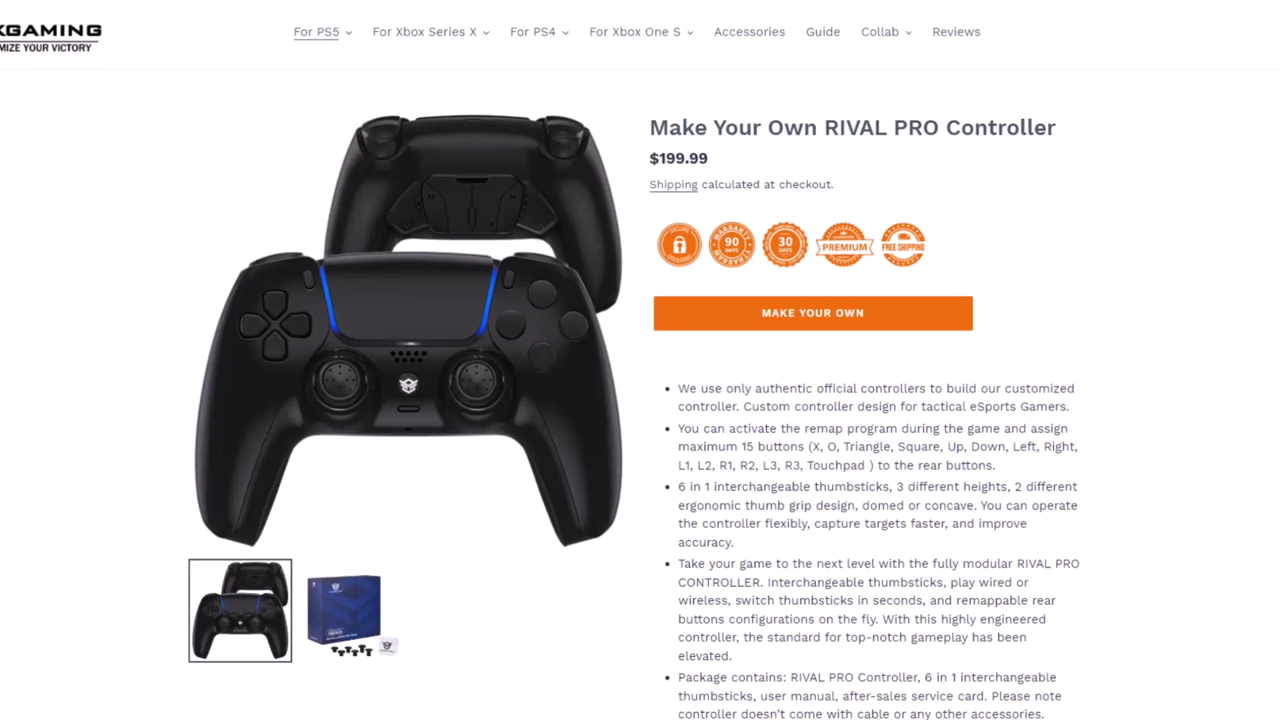 KGAMING
MIZE YOUR VICTORY
For PS5
For Xbox Series X
For PS4
For Xbox One S
Accessories
Guide
Collab
Reviews
Make Your Own RIVAL PRO Controller
$199.99
Shipping calculated at checkout.
SECURE
WARRANTY
90
DAYS
WARRANTY
30
DAYS
PREMIUM
FREE SHIPPING
MAKE YOUR OWN
• We use only authentic official controllers to build our customized
controller. Custom controller design for tactical eSports Gamers.
• You can activate the remap program during the game and assign
maximum 15 buttons (X, O, Triangle, Square, Up, Down, Left, Right,
L1, L2, R1, R2, L3, R3, Touchpad ) to the rear buttons.
• 6 in 1 interchangeable thumbsticks, 3 different heights, 2 different
ergonomic thumb grip design, domed or concave. You can operate
the controller flexibly, capture targets faster, and improve
accuracy.
• Take your game to the next level with the fully modular RIVAL PRO
CONTROLLER. Interchangeable thumbsticks, play wired or
wireless, switch thumbsticks in seconds, and remappable rear
buttons configurations on the fly. With this highly engineered
controller, the standard for top-notch gameplay has been
elevated.
• Package contains: RIVAL PRO Controller, 6 in 1 interchangeable
thumbsticks, user manual, after-sales service card. Please note
controller doesn't come with cable or any other accessories.